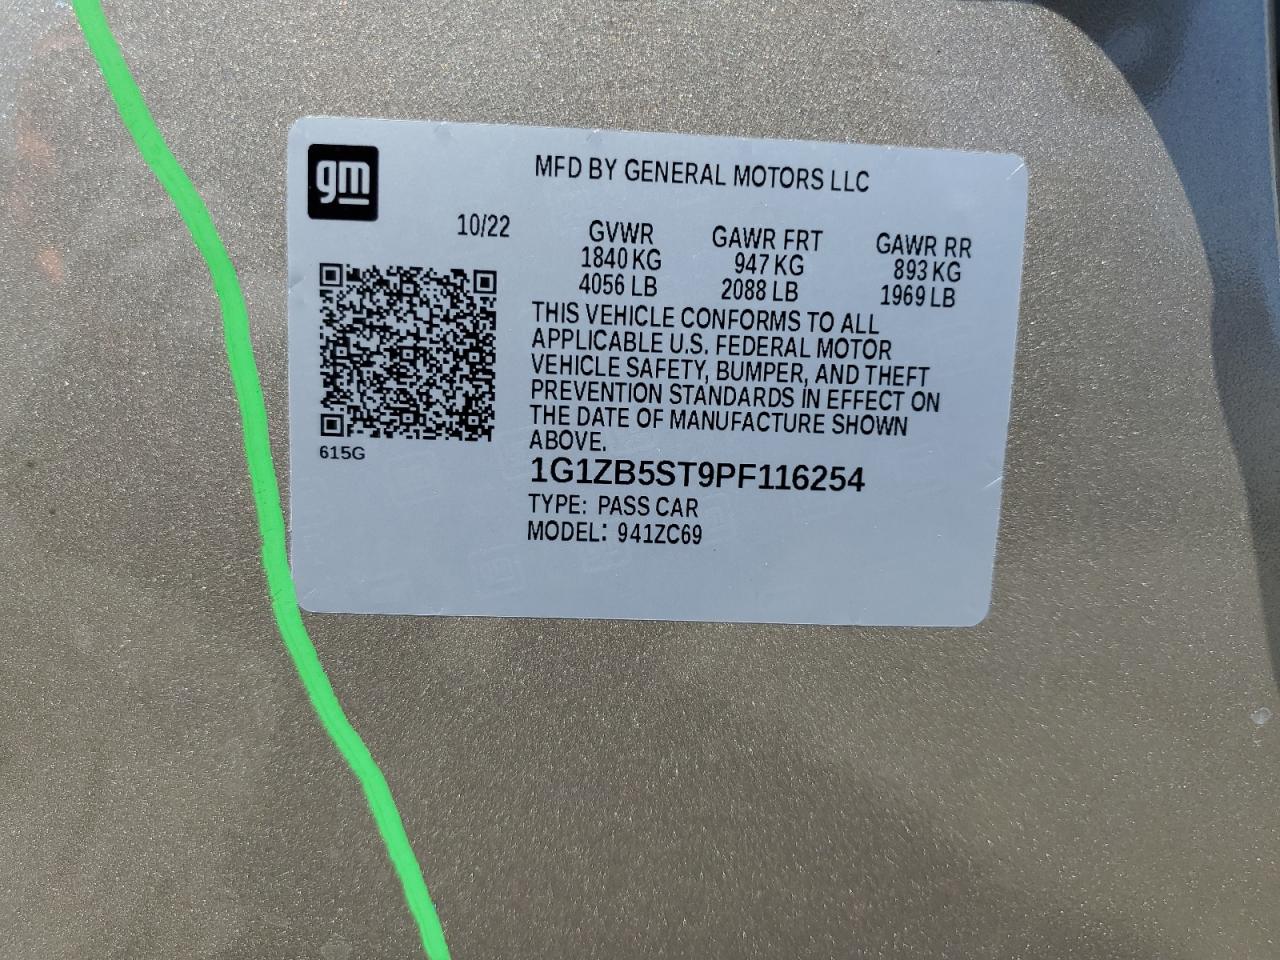 gm
MFD BY GENERAL MOTORS LLC
10/22
GVWR GAWR FRT GAWR RR
1840 KG 947 KG 893 KG
4056 LB 2088 LB 1969 LB
THIS VEHICLE CONFORMS TO ALL
APPLICABLE U.S. FEDERAL MOTOR
VEHICLE SAFETY, BUMPER, AND THEFT
PREVENTION STANDARDS IN EFFECT ON
THE DATE OF MANUFACTURE SHOWN
ABOVE.
615G
1G1ZB5ST9PF116254
TYPE: PASS CAR
MODEL: 941ZC69